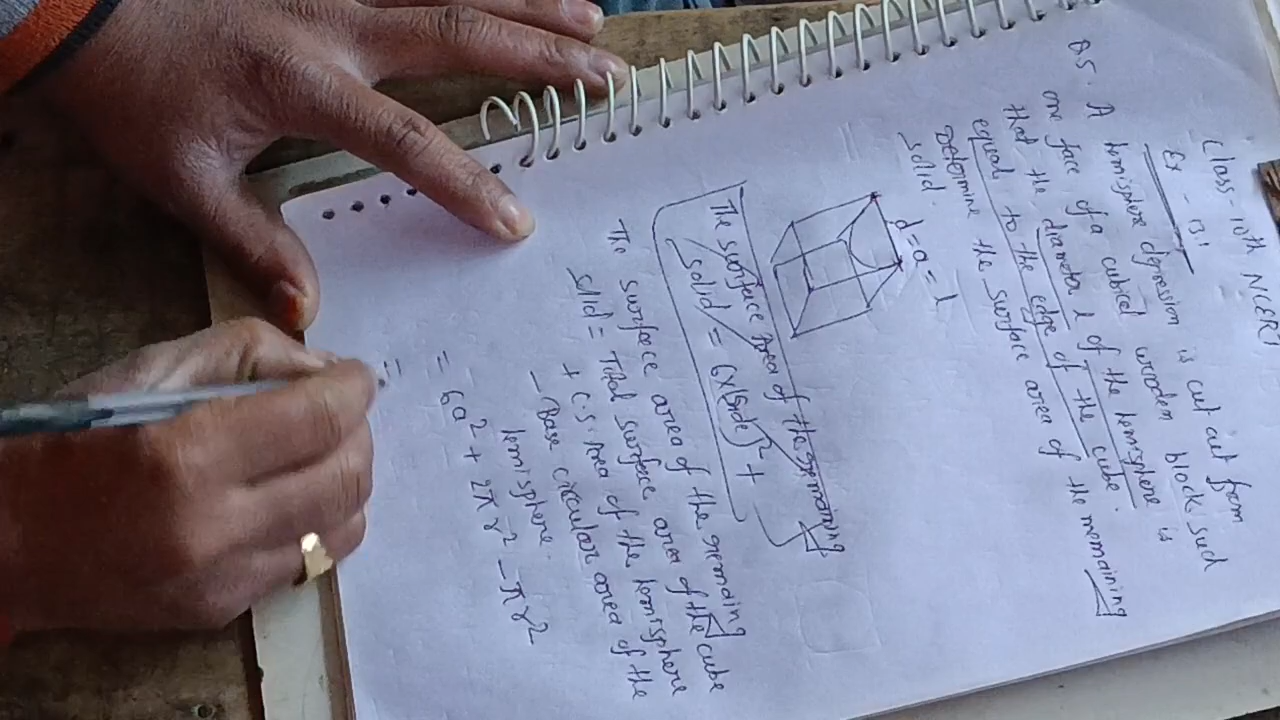 Class - 10th NCERT
Ex - 13.1
Q5. A hemisphere depression is cut out from
one face of a cubical wooden block such
that the diameter l of the hemisphere is
equal to the edge of the cube.
Determine the surface area of the remaining
solid.
d = a = l
The surface area of the remaining
solid = 6×(Side)² +
The surface area of the remaining
solid = Total surface area of the cube
+ C.S. Area of the hemisphere
- Base circular area of the
hemisphere.
= 6a² + 2πr² - πr²
=